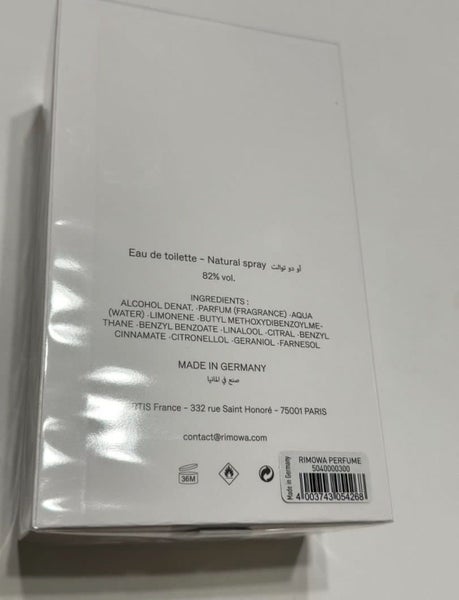 Eau de toilette - Natural spray أو دو تواليت
82% vol.
INGREDIENTS :
ALCOHOL DENAT. ·PARFUM (FRAGRANCE) ·AQUA
(WATER) ·LIMONENE ·BUTYL METHOXYDIBENZOYLME-
THANE ·BENZYL BENZOATE ·LINALOOL ·CITRAL ·BENZYL
CINNAMATE ·CITRONELLOL ·GERANIOL ·FARNESOL
MADE IN GERMANY
صنع في المانيا
France - 332 rue Saint Honoré - 75001 PARIS
contact@rimowa.com
36M
Made in Germany
RIMOWA PERFUME
5040000300
4 003743 054268